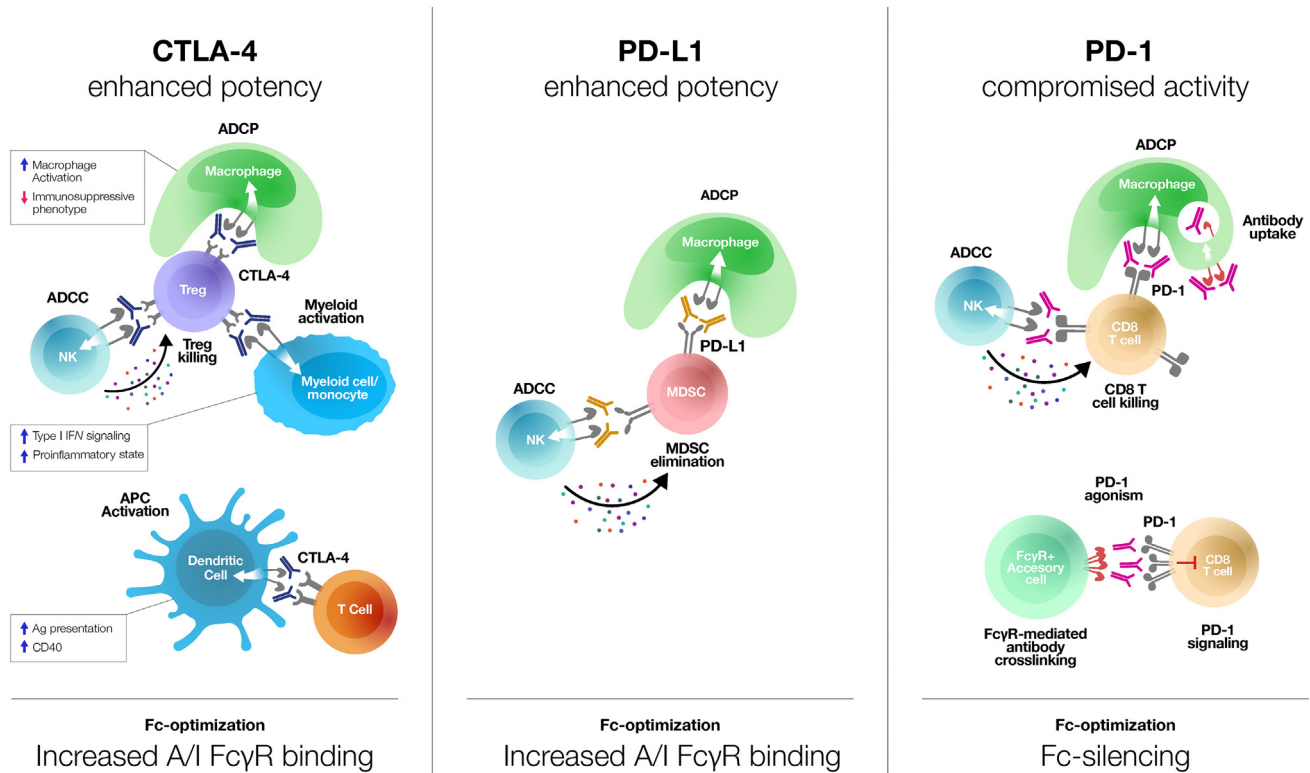 CTLA-4
enhanced potency
ADCP
Macrophage
Macrophage
Activation
Immunosuppressive
phenotype
CTLA-4
Treg
ADCC
NK
Treg
killing
Myeloid
activation
Myeloid cell/
monocyte
Type I IFN signaling
Proinflammatory state
APC
Activation
Dendritic
Cell
CTLA-4
T Cell
Ag presentation
CD40
Fc-optimization
Increased A/I FcγR binding
PD-L1
enhanced potency
ADCP
Macrophage
PD-L1
MDSC
ADCC
NK
MDSC
elimination
Fc-optimization
Increased A/I FcγR binding
PD-1
compromised activity
ADCP
Macrophage
Antibody
uptake
ADCC
NK
PD-1
CD8
T cell
CD8 T
cell killing
PD-1
agonism
PD-1
FcγR+
Accesory
cell
CD8
T cell
FcγR-mediated
antibody
crosslinking
PD-1
signaling
Fc-optimization
Fc-silencing